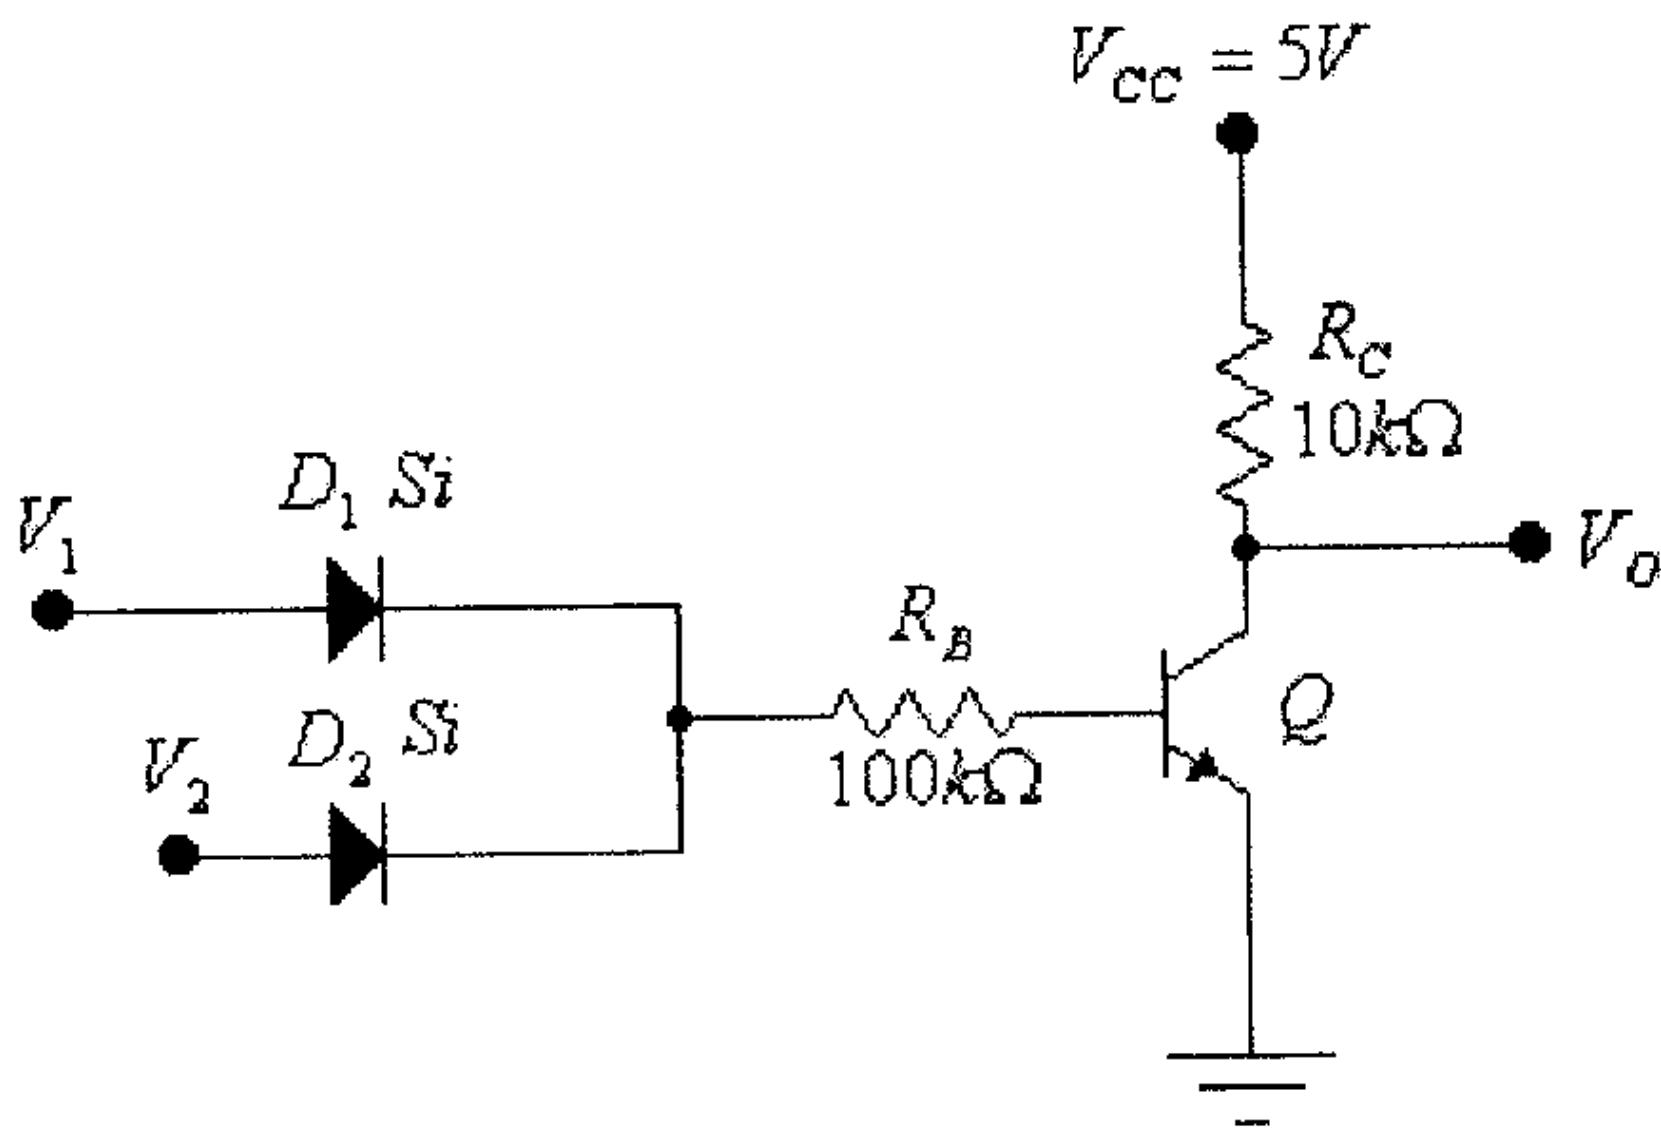 V_CC = 5V
R_C
10kΩ
D_1 Si
V_1
V_O
R_B
100kΩ
Q
D_2 Si
V_2